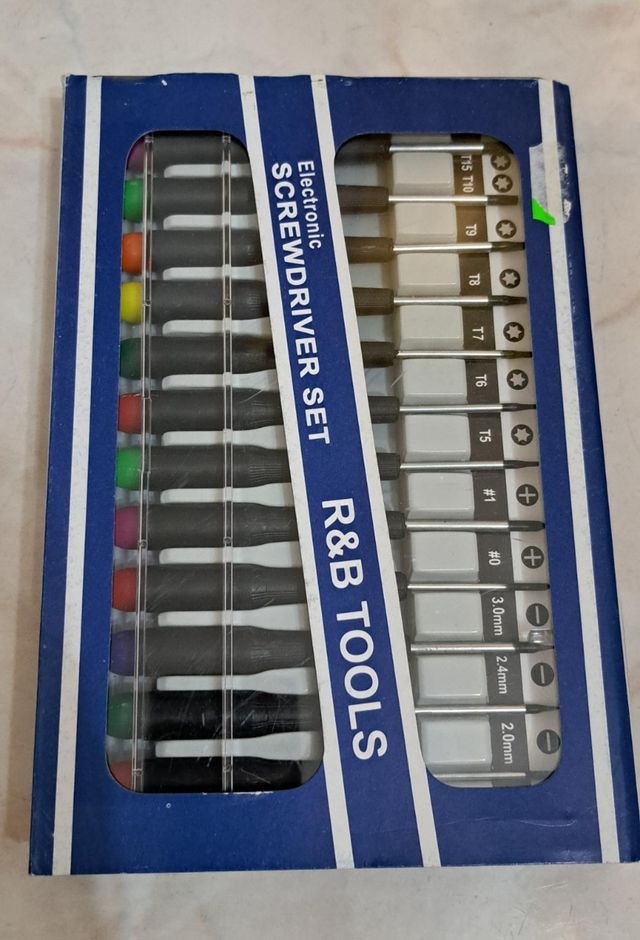 Electronic
SCREWDRIVER SET
R&B TOOLS
T15 T10
T9
T8
T7
T6
T5
#1
#0
3.0mm
2.4mm
2.0mm